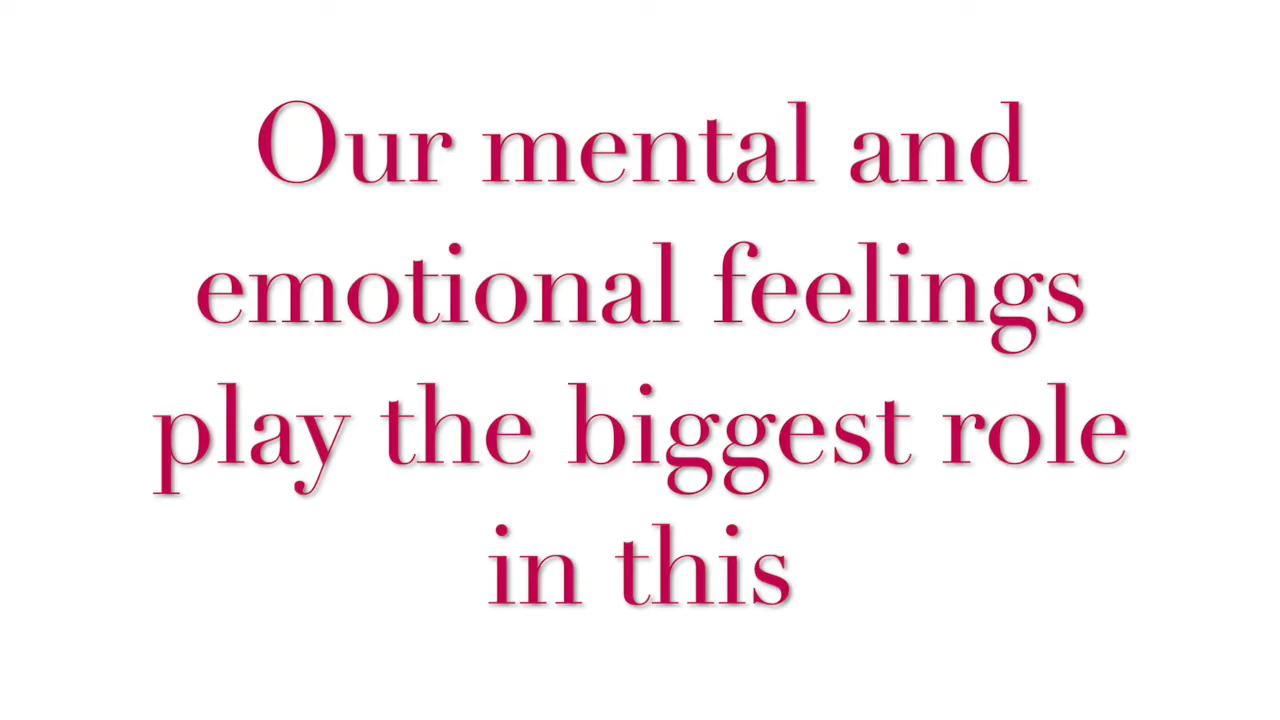 Our mental and
emotional feelings
play the biggest role
in this